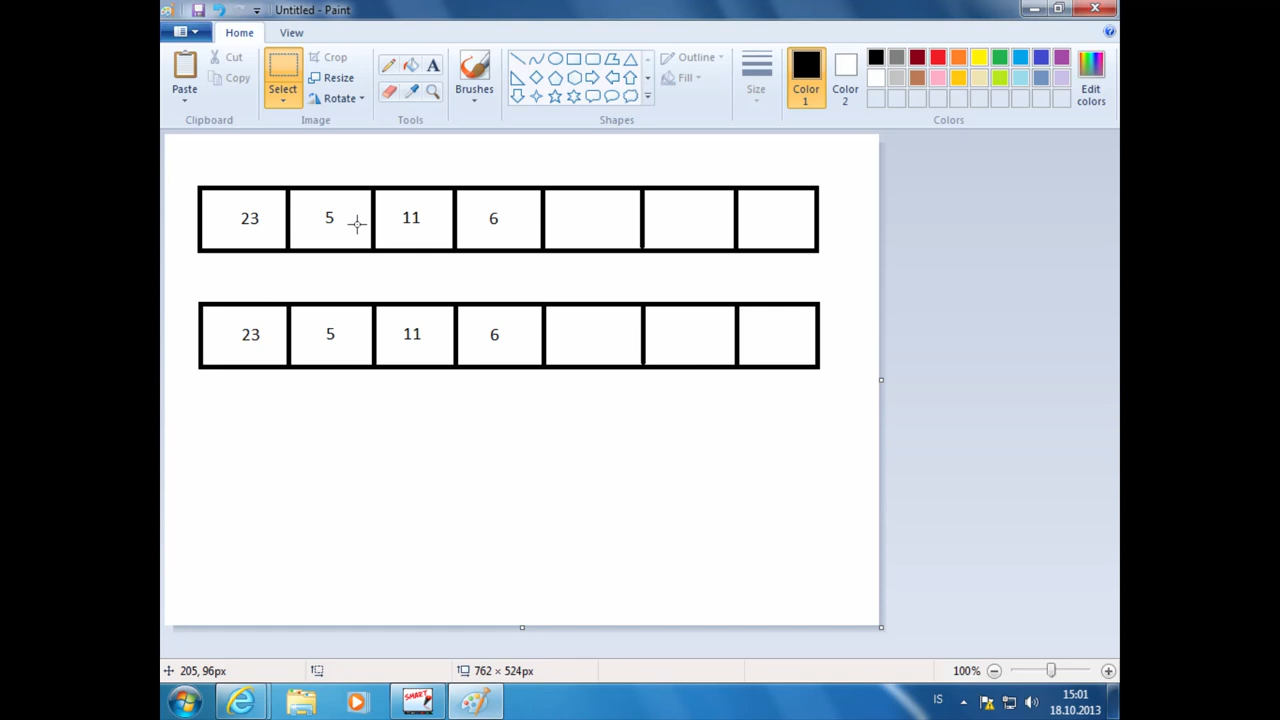 Untitled - Paint
Home View
Paste
Cut
Copy
Clipboard
Select
Crop
Resize
Rotate
Image
A
Tools
Brushes
Outline
Fill
Shapes
Size
Color 1
Color 2
Edit colors
Colors
23 5 11 6
23 5 11 6
205, 96px
762 × 524px
100%
SMART
IS
15:01
18.10.2013